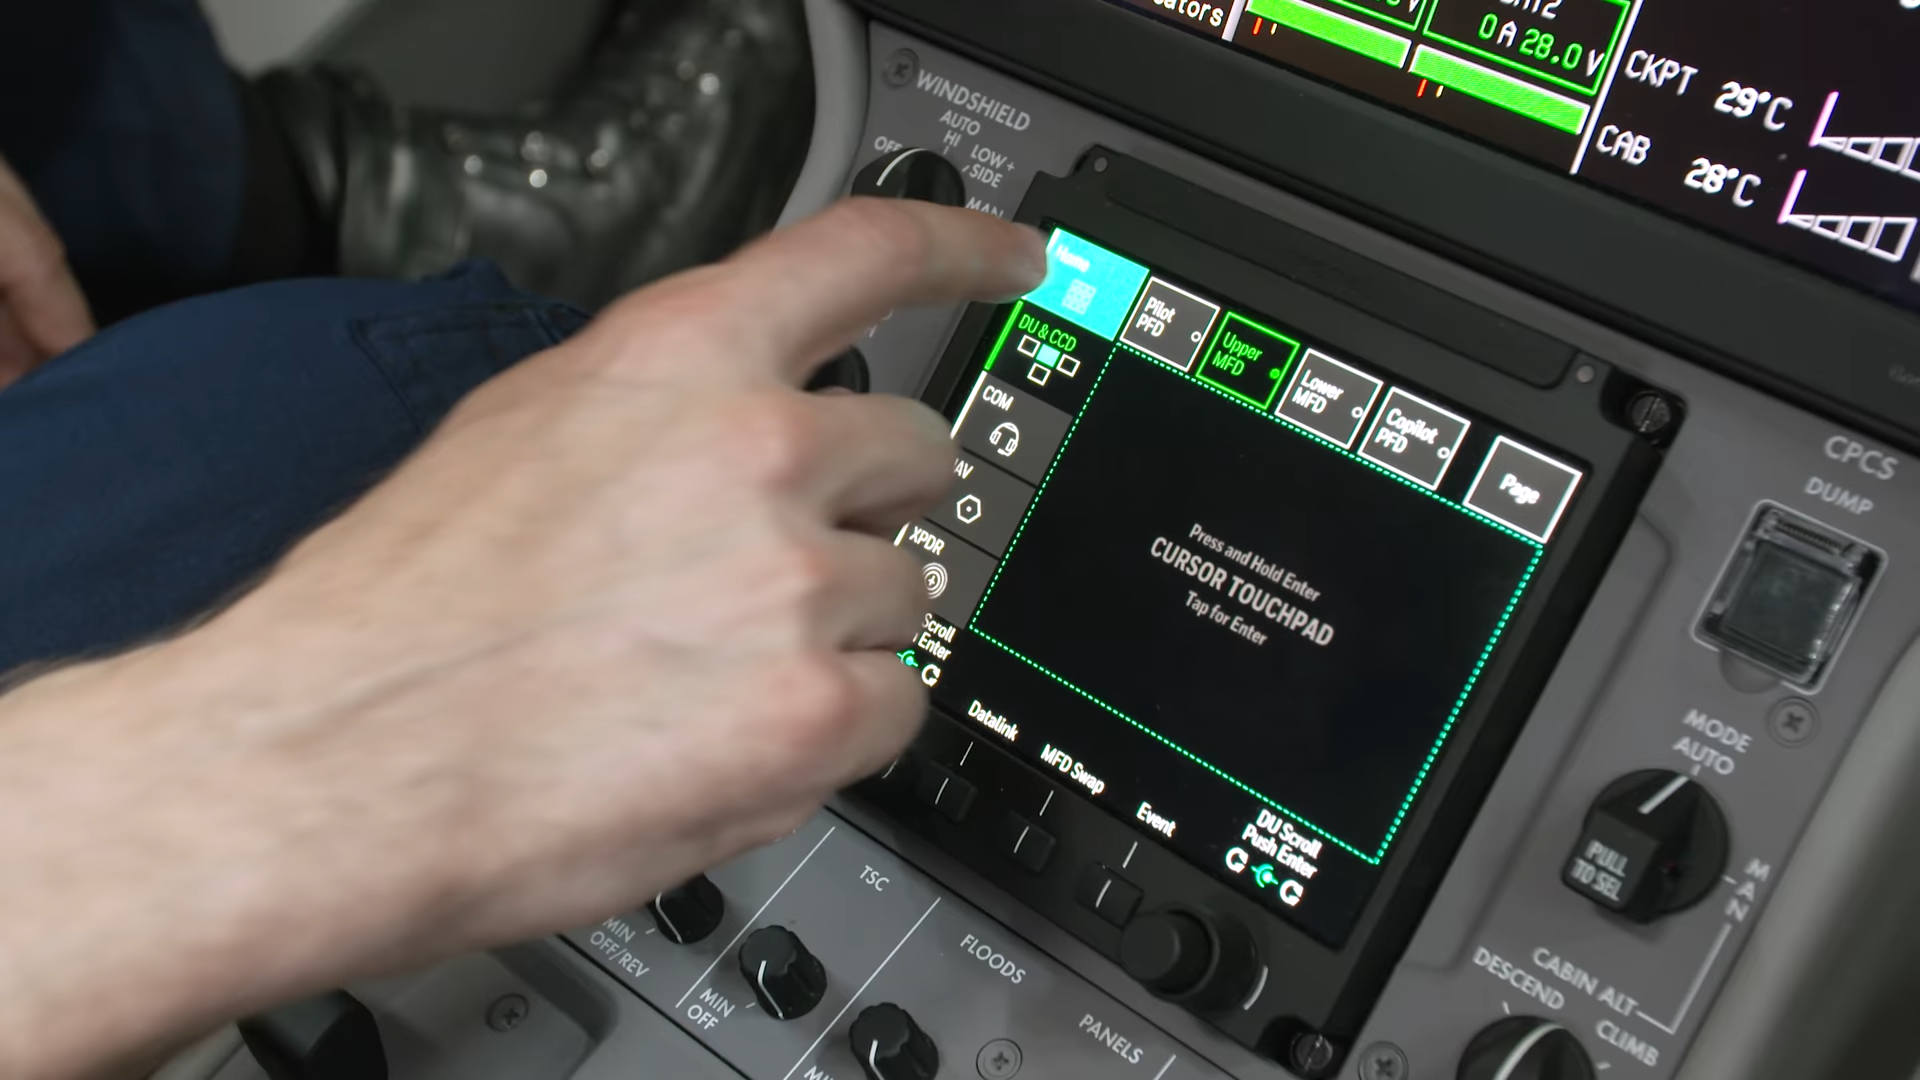 BAT2
0 A 28.0 V
CKPT 29°C
CAB 28°C
WINDSHIELD
AUTO
HI
OFF
LOW+
SIDE
MAN
Home
DU & CCD
COM
XPDR
Pilot
PFD
Upper
MFD
Lower
MFD
Copilot
PFD
Page
Press and Hold Enter
CURSOR TOUCHPAD
Tap for Enter
Scroll
Enter
Datalink
MFD Swap
Event
DU Scroll
Push Enter
CPCS
DUMP
MODE
AUTO
PULL
TO SEL
MAN
CABIN ALT
DESCEND
CLIMB
TSC
FLOODS
PANELS
MIN
OFF/REV
MIN
OFF